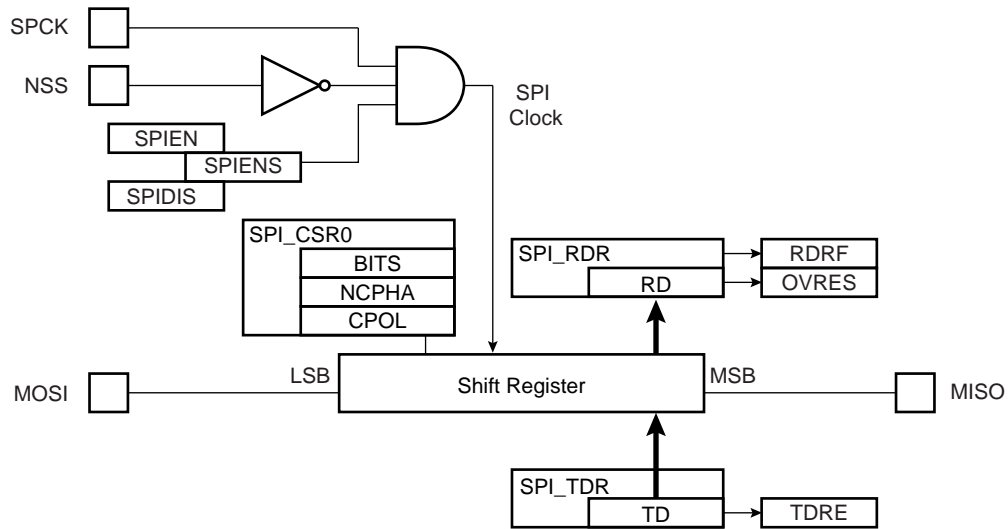 SPCK
NSS
SPI
Clock
SPIEN
SPIENS
SPIDIS
SPI_CSR0
BITS
NCPHA
CPOL
SPI_RDR
RD
RDRF
OVRES
MOSI
LSB
Shift Register
MSB
MISO
SPI_TDR
TD
TDRE